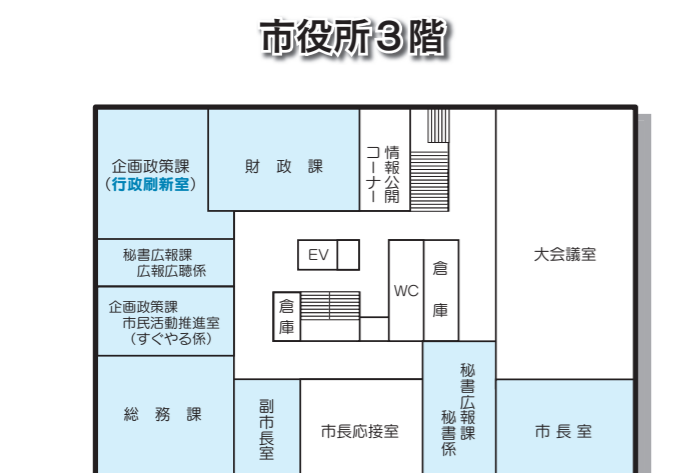 市役所３階
企画政策課
（行政刷新室）
財政課
情報公開
コーナー
秘書広報課
広報広聴係
EV
大会議室
倉庫
WC
倉庫
企画政策課
市民活動推進室
（すぐやる係）
総務課
副市長室
市長応接室
秘書広報課
秘書係
市長室